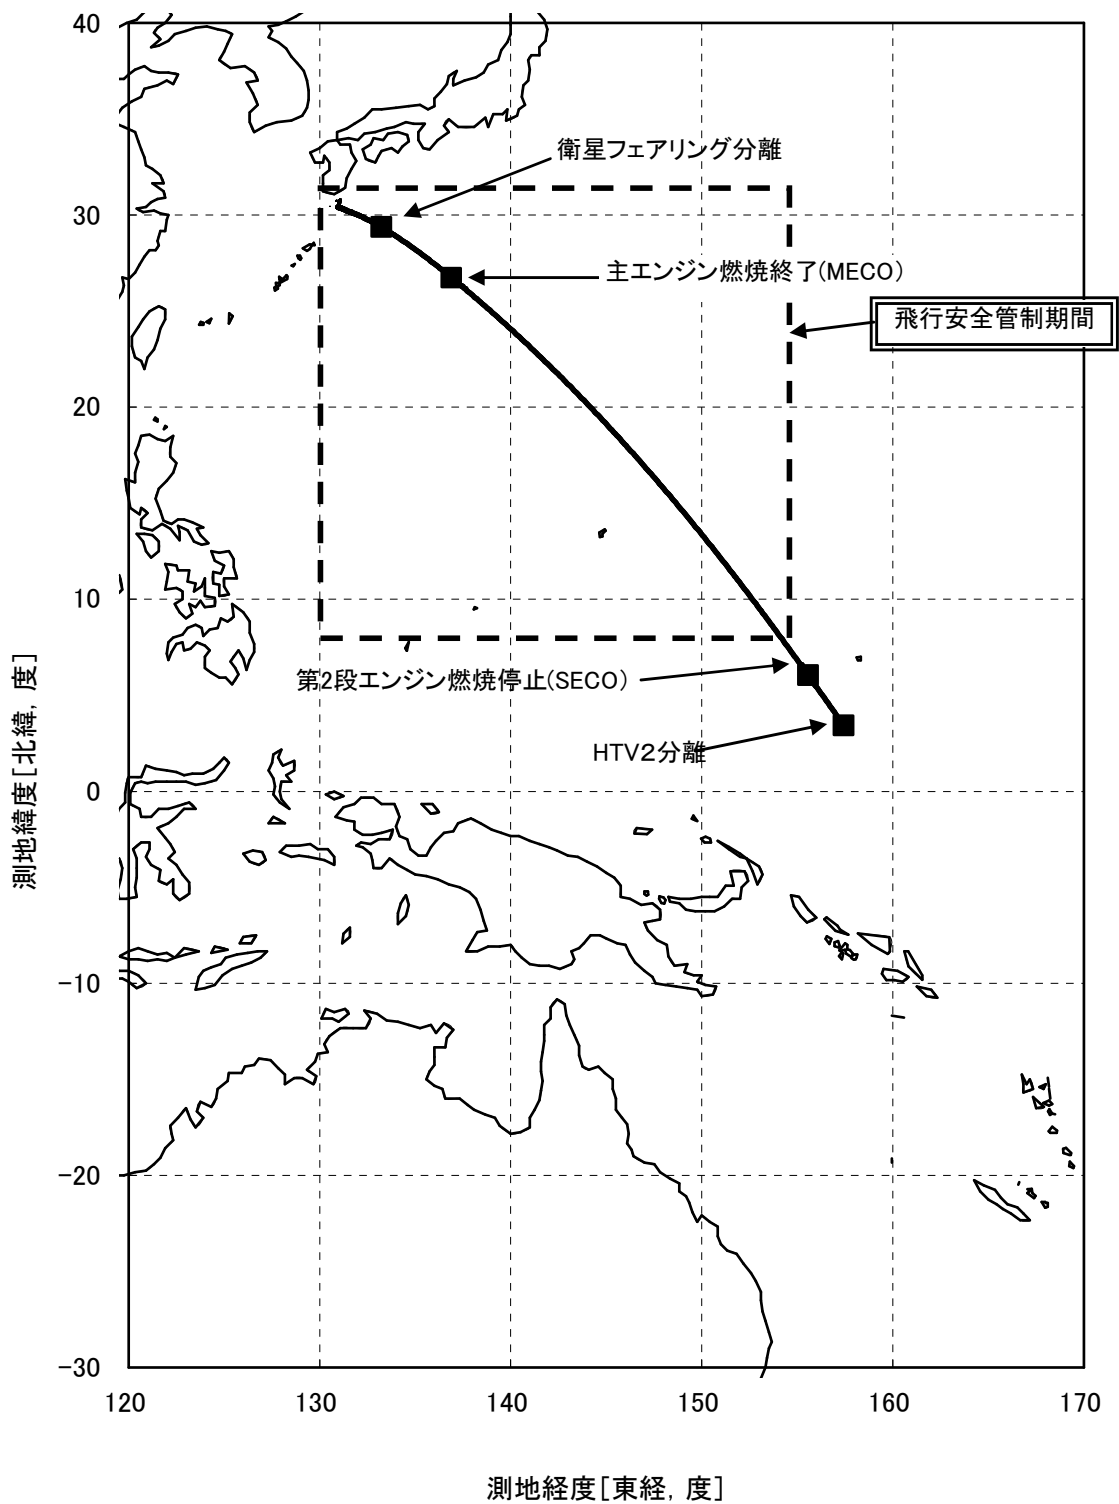 40
衛星フェアリング分離
30
主エンジン燃焼終了(MECO)
飛行安全管制期間
20
10
第2段エンジン燃焼停止(SECO)
HTV2分離
0
-10
-20
-30
測地緯度[北緯, 度]
120 130 140 150 160 170
測地経度[東経, 度]